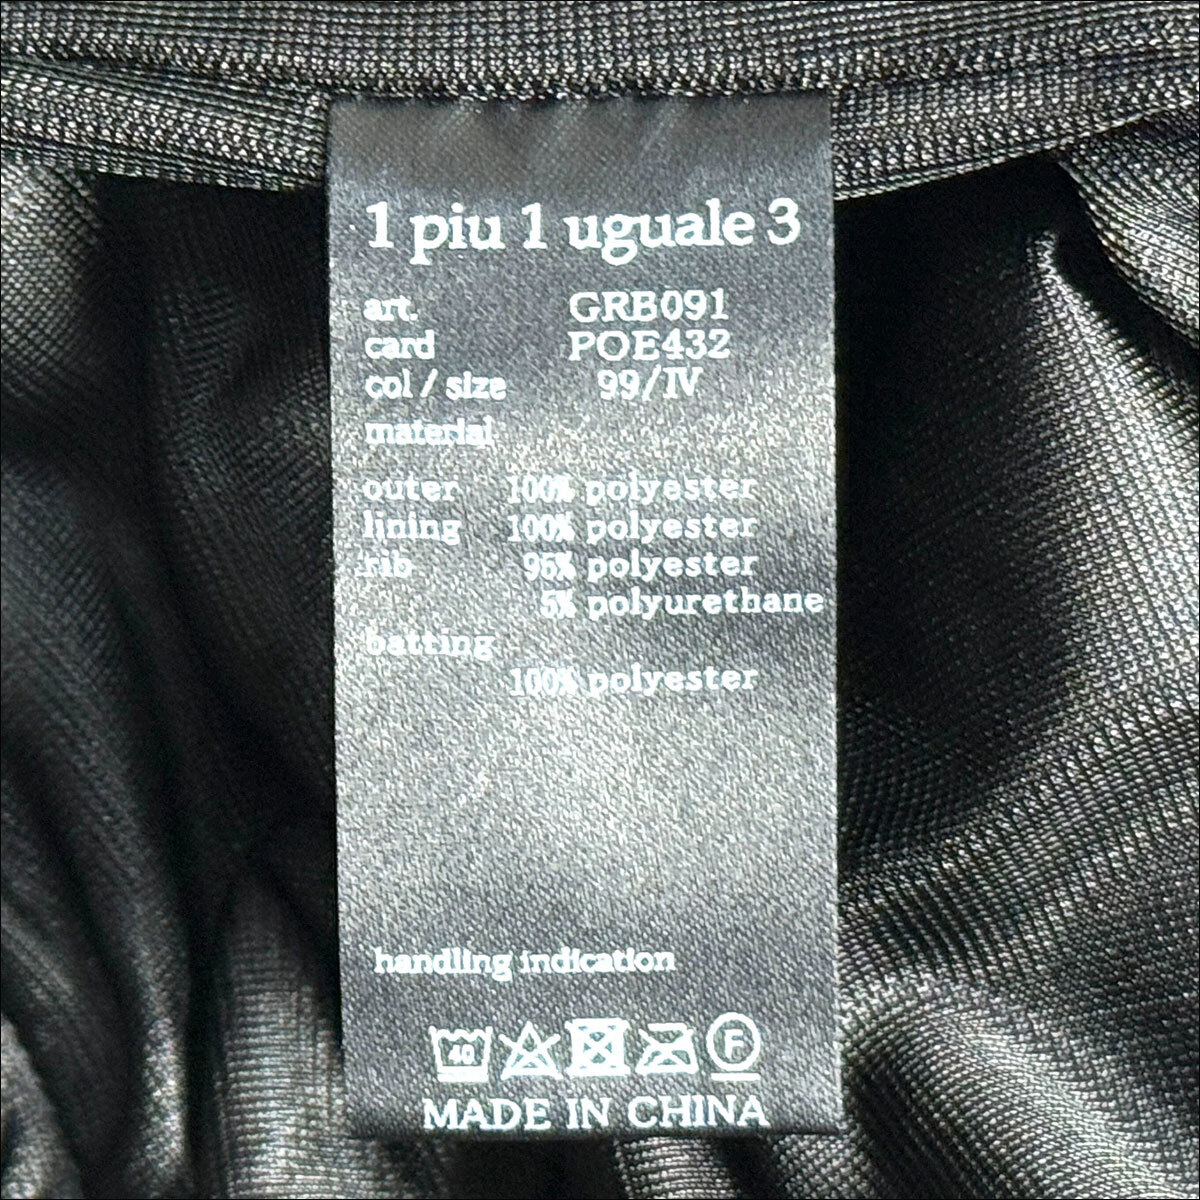 1 piu 1 uguale 3
art. GRB091
card POE432
col / size 99/IV
material
outer 100% polyester
lining 100% polyester
rib 95% polyester
5% polyurethane
batting
100% polyester
handling indication
40 F
MADE IN CHINA